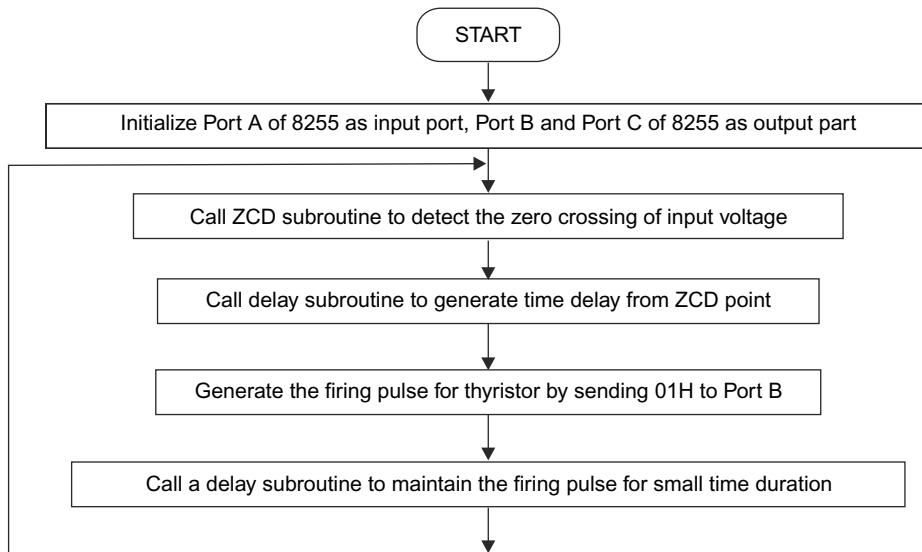 START
Initialize Port A of 8255 as input port, Port B and Port C of 8255 as output part
Call ZCD subroutine to detect the zero crossing of input voltage
Call delay subroutine to generate time delay from ZCD point
Generate the firing pulse for thyristor by sending 01H to Port B
Call a delay subroutine to maintain the firing pulse for small time duration